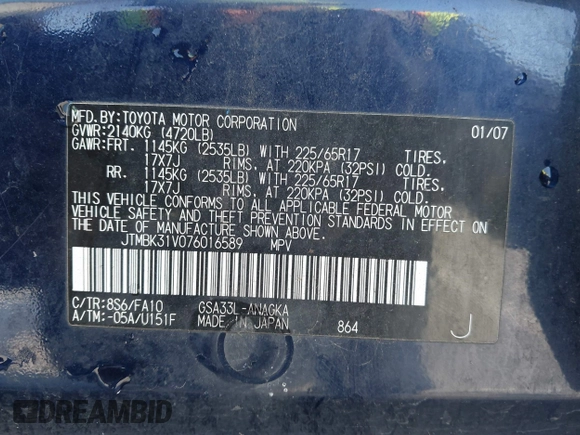 MFD.BY:TOYOTA MOTOR CORPORATION 01/07
GVWR:2140KG (4720LB)
GAWR:FRT. 1145KG (2535LB) WITH 225/65R17 TIRES.
17X7J RIMS, AT 220KPA (32PSI) COLD.
RR. 1145KG (2535LB) WITH 225/65R17 TIRES.
17X7J RIMS, AT 220KPA (32PSI) COLD.
THIS VEHICLE CONFORMS TO ALL APPLICABLE FEDERAL MOTOR
VEHICLE SAFETY AND THEFT PREVENTION STANDARDS IN EFFECT ON
THE DATE OF MANUFACTURE SHOWN ABOVE.
JTMBK31V076016589 MPV
C/TR:8S6/FA10 GSA33L-ANAGKA
A/TM:-05A/U151F MADE IN JAPAN 864 J
DREAMBID